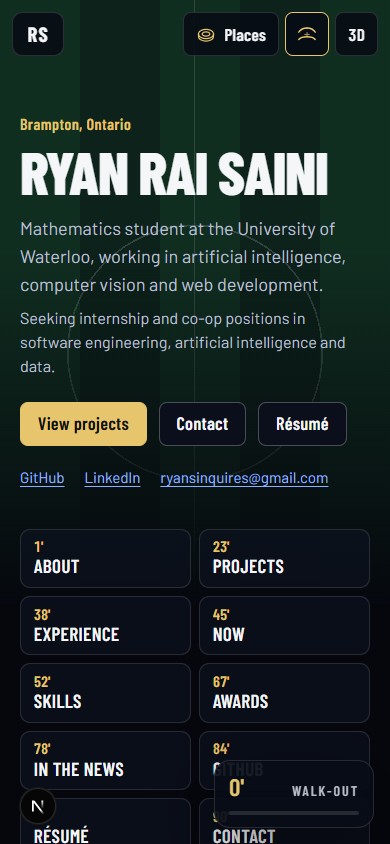 RS
Places
3D
Brampton, Ontario
RYAN RAI SAINI
Mathematics student at the University of
Waterloo, working in artificial intelligence,
computer vision and web development.
Seeking internship and co-op positions in
software engineering, artificial intelligence and
data.
View projects
Contact
Résumé
GitHub
LinkedIn
ryansinquires@gmail.com
1'
ABOUT
23'
PROJECTS
38'
EXPERIENCE
45'
NOW
52'
SKILLS
67'
AWARDS
78'
IN THE NEWS
84'
GITHUB
0'
WALK-OUT
N
RÉSUMÉ
CONTACT